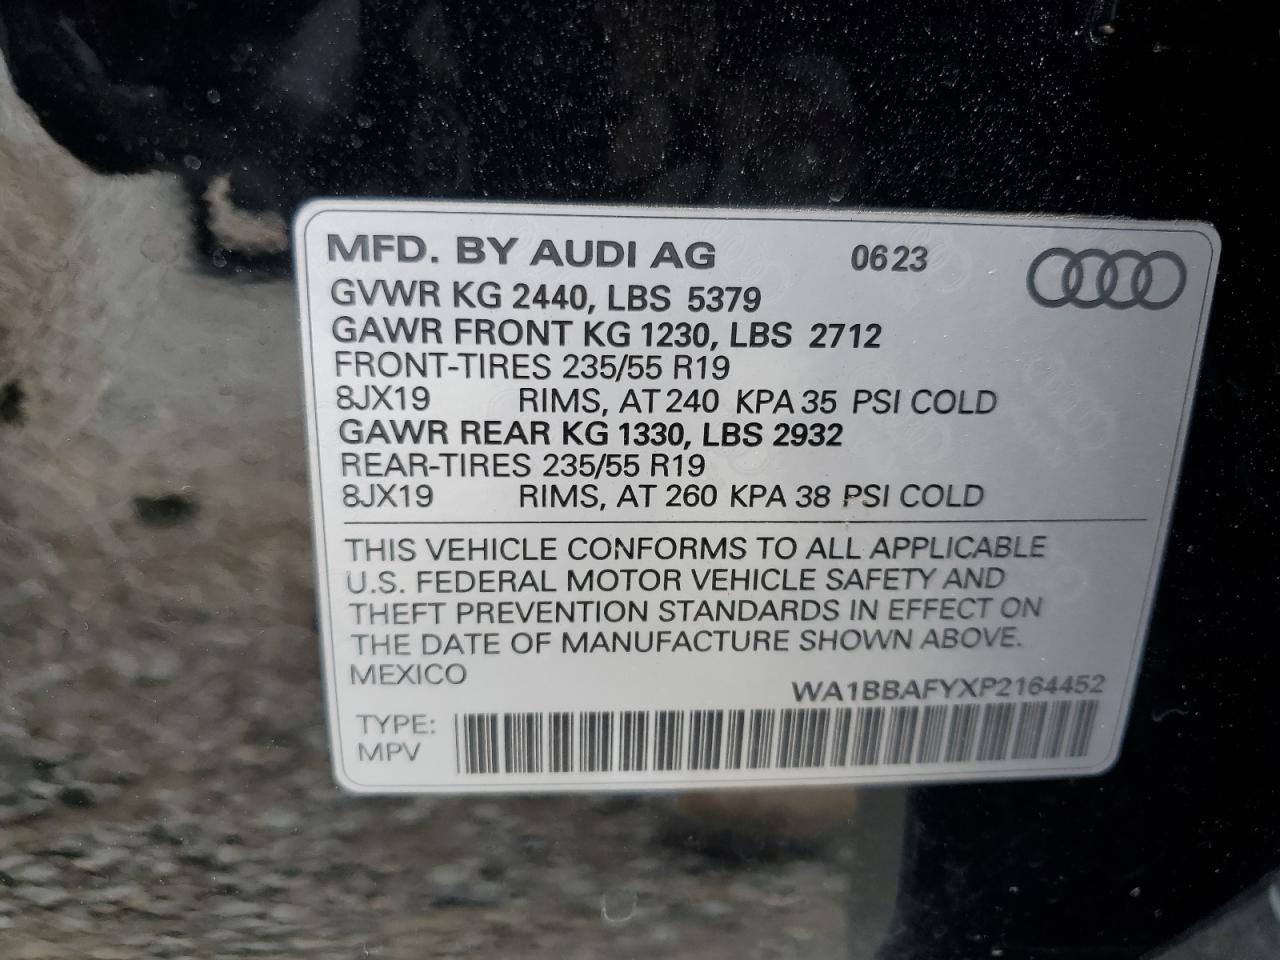 MFD. BY AUDI AG 0623
GVWR KG 2440, LBS 5379
GAWR FRONT KG 1230, LBS 2712
FRONT-TIRES 235/55 R19
8JX19 RIMS, AT 240 KPA 35 PSI COLD
GAWR REAR KG 1330, LBS 2932
REAR-TIRES 235/55 R19
8JX19 RIMS, AT 260 KPA 38 PSI COLD
THIS VEHICLE CONFORMS TO ALL APPLICABLE
U.S. FEDERAL MOTOR VEHICLE SAFETY AND
THEFT PREVENTION STANDARDS IN EFFECT ON
THE DATE OF MANUFACTURE SHOWN ABOVE.
MEXICO
WA1BBAFYXP2164452
TYPE:
MPV